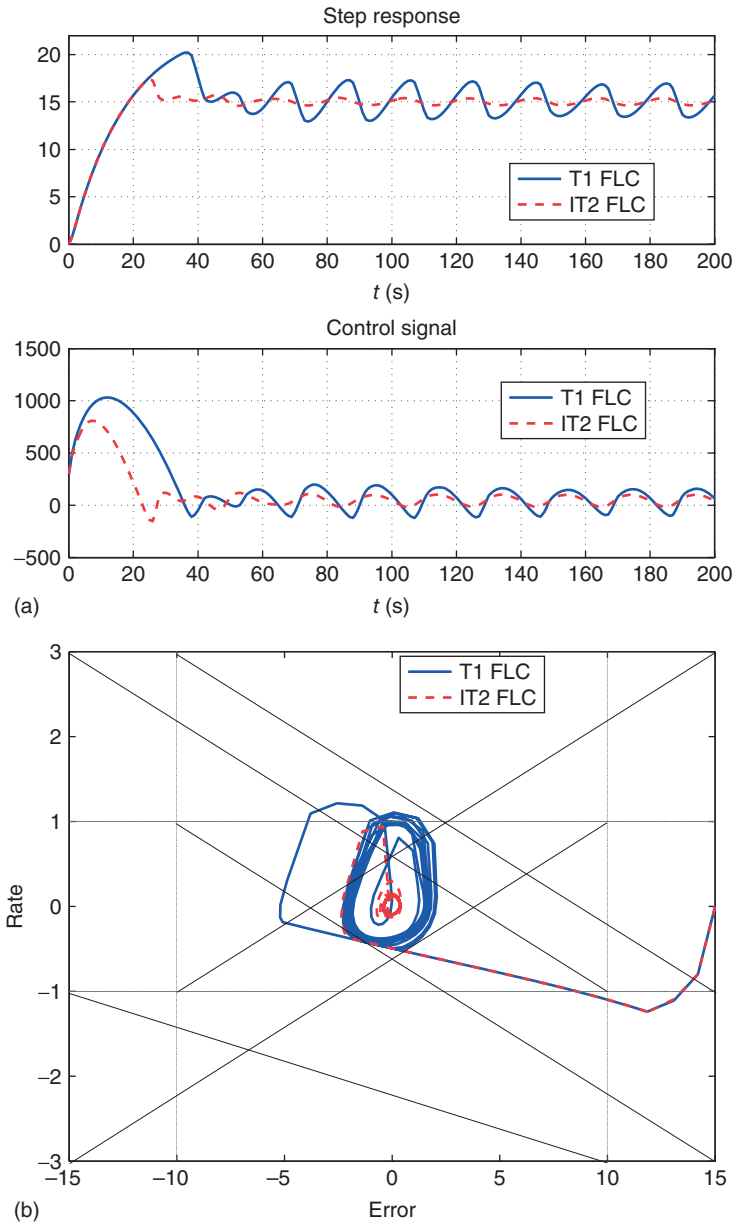 Step response
20
15
10
5
0
T1 FLC
IT2 FLC
0 20 40 60 80 100 120 140 160 180 200
t (s)
Control signal
1500
1000
500
0
−500
T1 FLC
IT2 FLC
0 20 40 60 80 100 120 140 160 180 200
(a)
t (s)
3
2
1
0
−1
−2
−3
Rate
T1 FLC
IT2 FLC
−15 −10 −5 0 5 10 15
(b)
Error